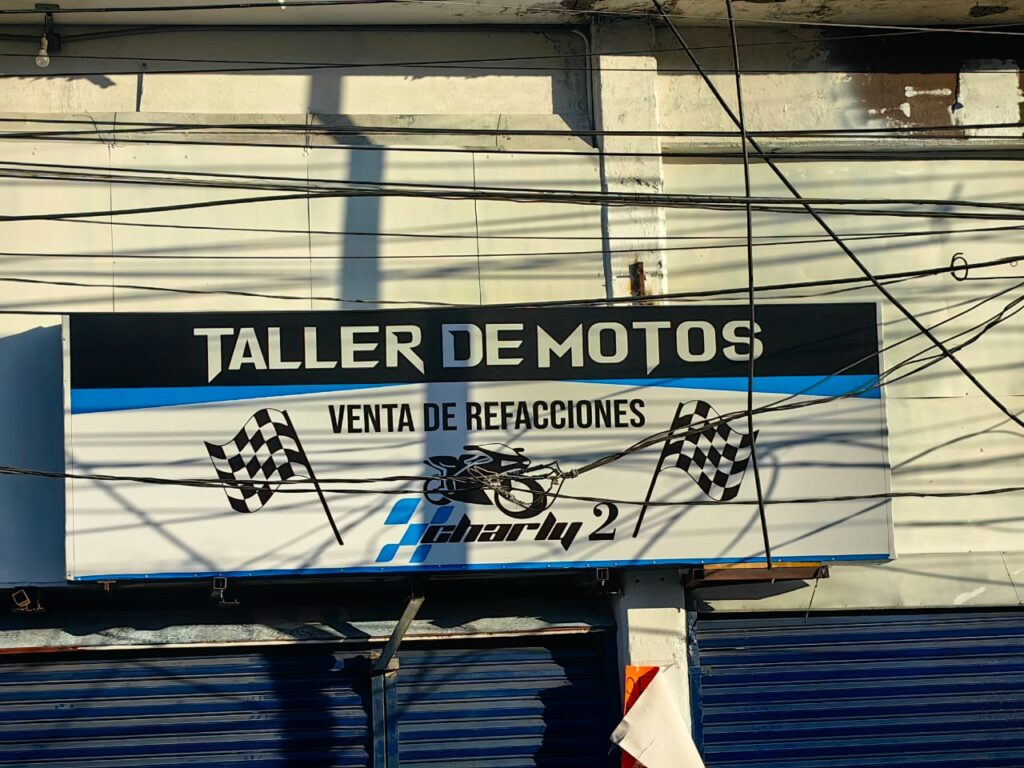 TALLER DE MOTOS
VENTA DE REFACCIONES
charly 2